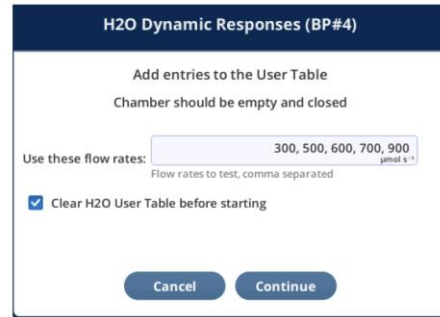 H2O Dynamic Responses (BP#4)
Add entries to the User Table
Chamber should be empty and closed
Use these flow rates: 300, 500, 600, 700, 900
μmol s⁻¹
Flow rates to test, comma separated
Clear H2O User Table before starting
Cancel Continue